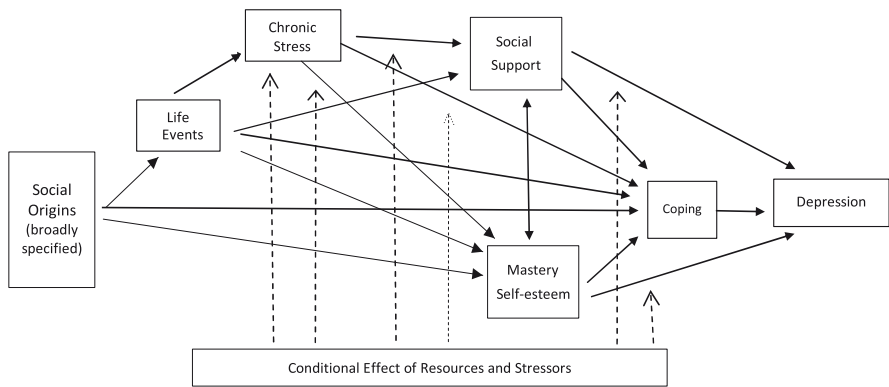 Chronic
Stress
Social
Support
Life
Events
Social
Origins
(broadly
specified)
Coping
Depression
Mastery
Self-esteem
Conditional Effect of Resources and Stressors